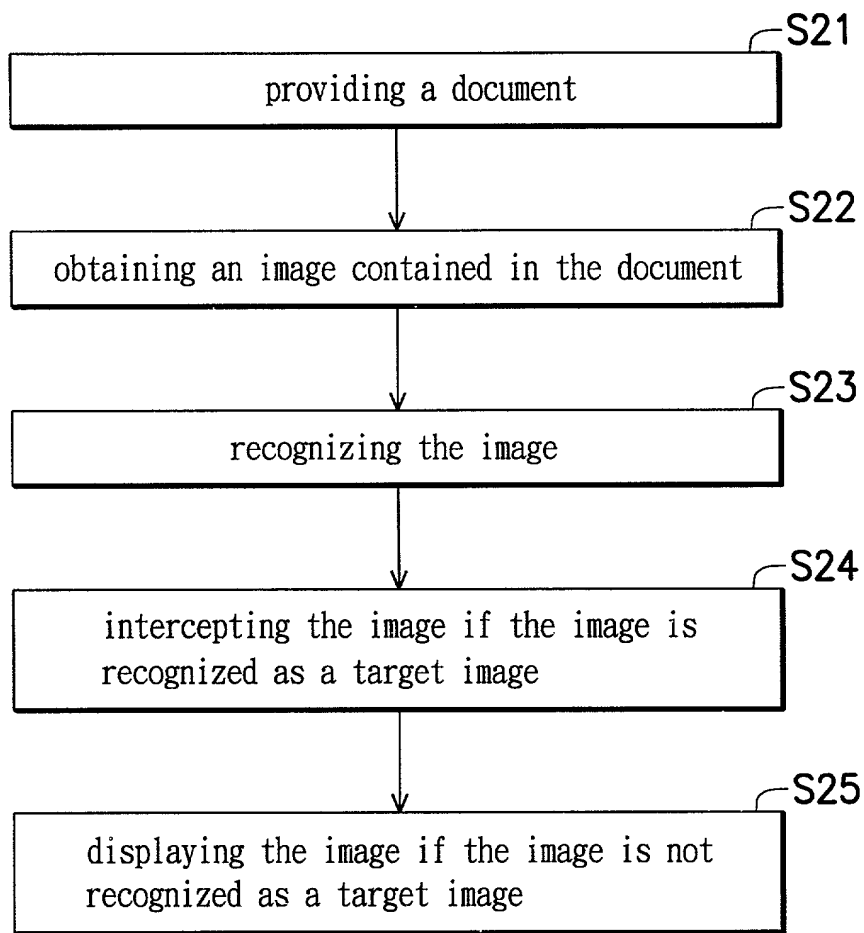 S21
providing a document
S22
obtaining an image contained in the document
S23
recognizing the image
S24
intercepting the image if the image is
recognized as a target image
S25
displaying the image if the image is not
recognized as a target image